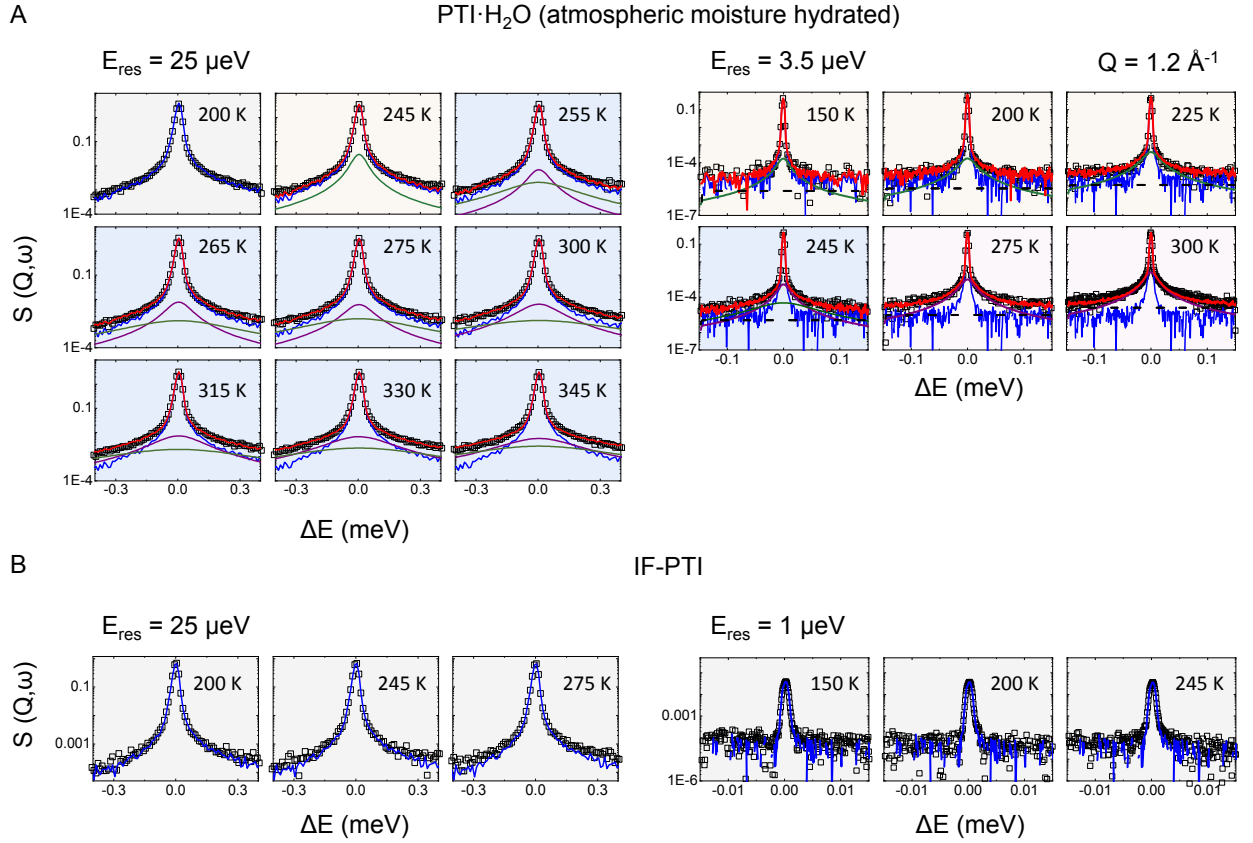 A
PTI·H₂O (atmospheric moisture hydrated)
E_res = 25 µeV
E_res = 3.5 µeV
Q = 1.2 Å⁻¹
200 K
245 K
255 K
0.1
1E-4
265 K
275 K
300 K
0.1
1E-4
315 K
330 K
345 K
0.1
1E-4
-0.3 0.0 0.3 -0.3 0.0 0.3 -0.3 0.0 0.3
S (Q,ω)
ΔE (meV)
150 K
200 K
225 K
0.1
1E-4
1E-7
245 K
275 K
300 K
0.1
1E-4
1E-7
-0.1 0.0 0.1 -0.1 0.0 0.1 -0.1 0.0 0.1
ΔE (meV)
B
IF-PTI
E_res = 25 µeV
E_res = 1 µeV
200 K
245 K
275 K
0.1
0.001
-0.3 0.0 0.3 -0.3 0.0 0.3 -0.3 0.0 0.3
S (Q,ω)
ΔE (meV)
150 K
200 K
245 K
0.001
1E-6
-0.01 0.00 0.01 -0.01 0.00 0.01 -0.01 0.00 0.01
ΔE (meV)